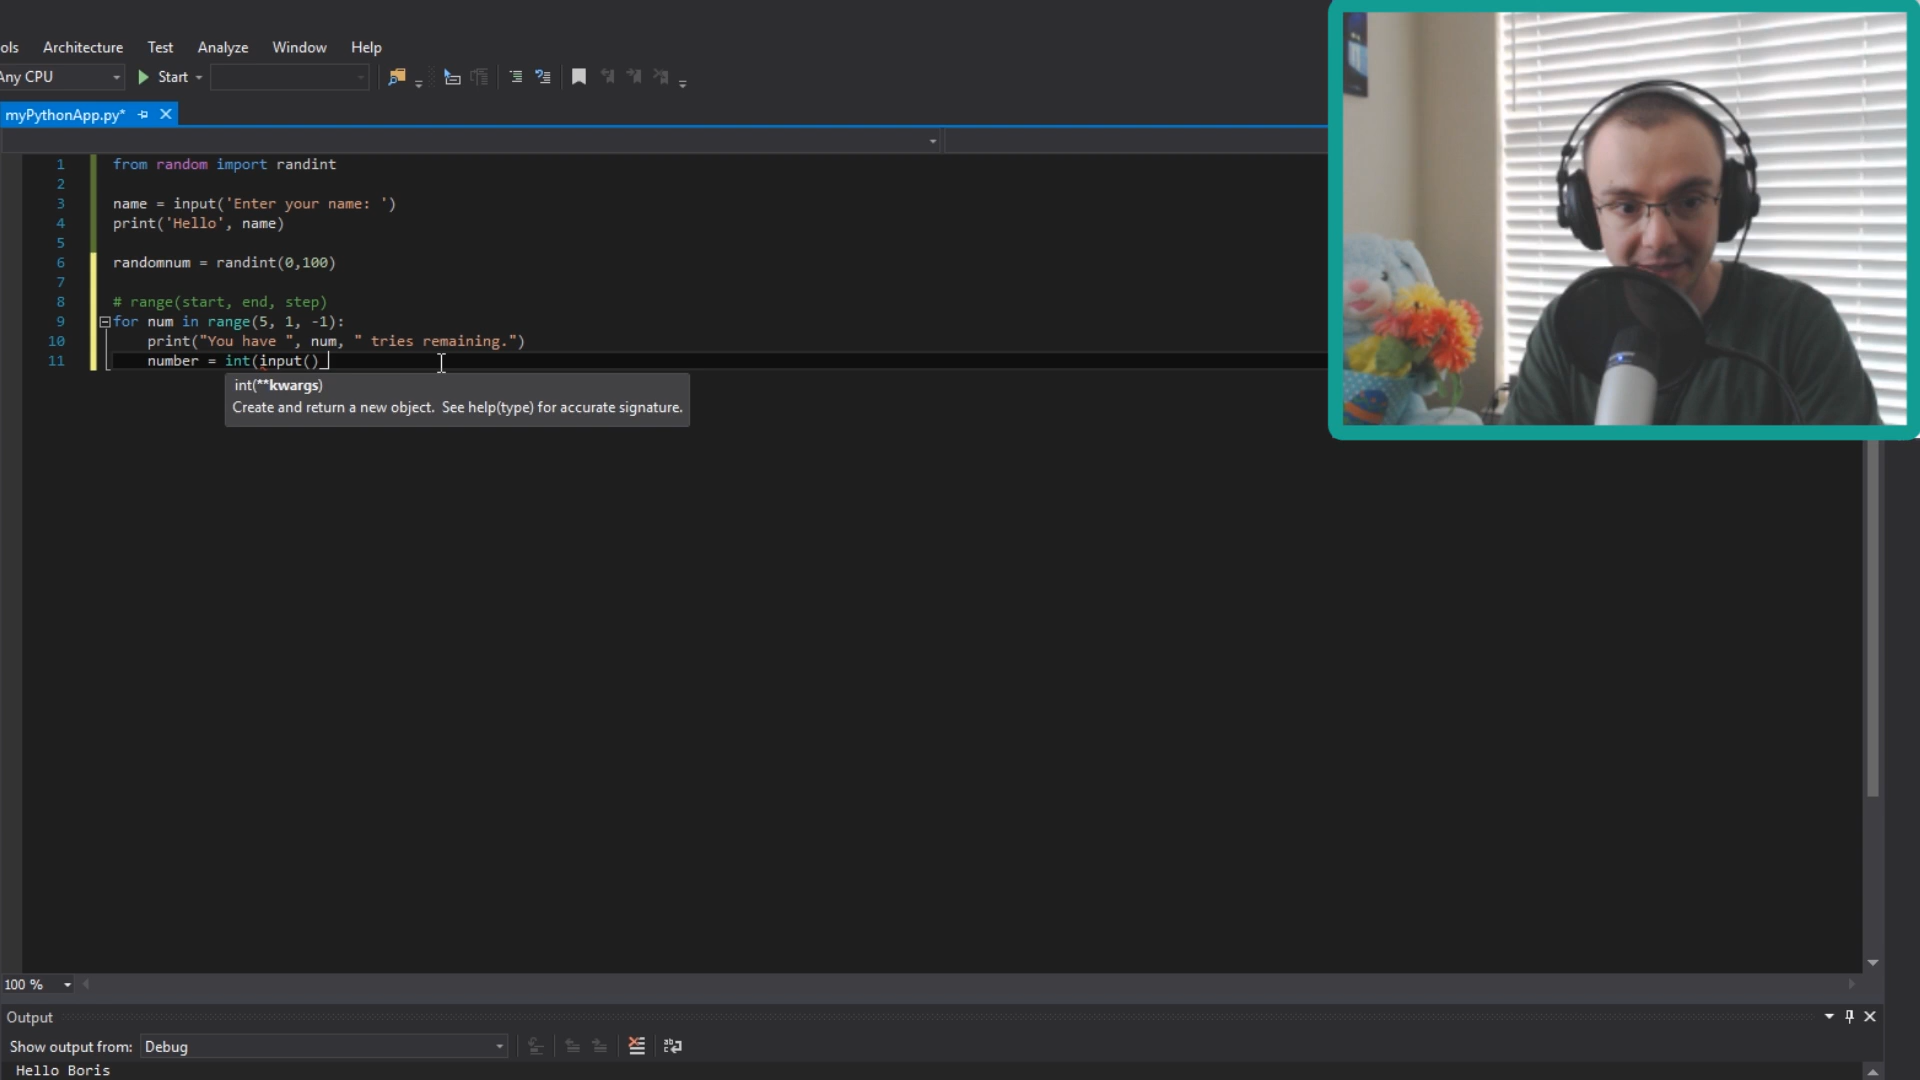 ols Architecture Test Analyze Window Help
Any CPU Start
myPythonApp.py*
1 from random import randint
2
3 name = input('Enter your name: ')
4 print('Hello', name)
5
6 randomnum = randint(0,100)
7
8 # range(start, end, step)
9 for num in range(5, 1, -1):
10 print("You have ", num, " tries remaining.")
11 number = int(input()
int(**kwargs)
Create and return a new object. See help(type) for accurate signature.
100 %
Output
Show output from: Debug
Hello Boris